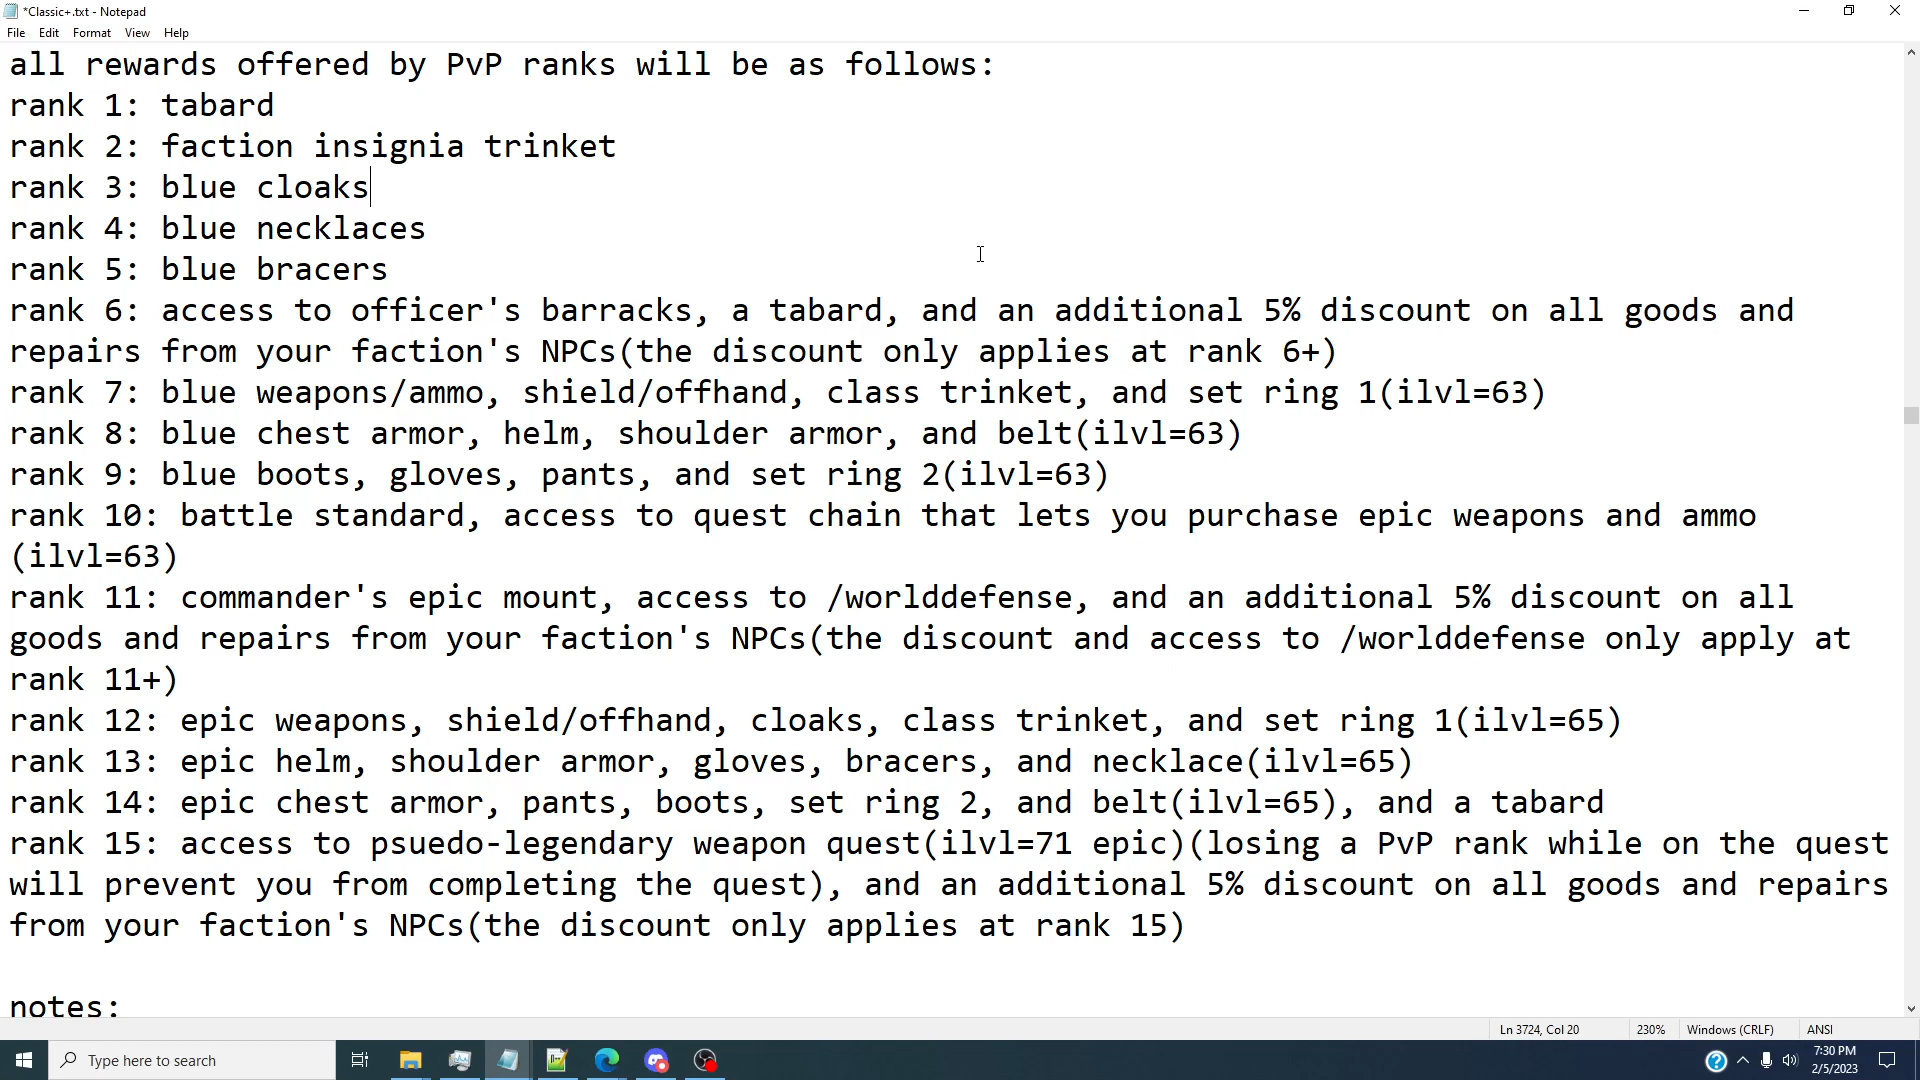 *Classic+.txt - Notepad
File Edit Format View Help
all rewards offered by PvP ranks will be as follows:
rank 1: tabard
rank 2: faction insignia trinket
rank 3: blue cloaks
rank 4: blue necklaces
rank 5: blue bracers
rank 6: access to officer's barracks, a tabard, and an additional 5% discount on all goods and
repairs from your faction's NPCs(the discount only applies at rank 6+)
rank 7: blue weapons/ammo, shield/offhand, class trinket, and set ring 1(ilvl=63)
rank 8: blue chest armor, helm, shoulder armor, and belt(ilvl=63)
rank 9: blue boots, gloves, pants, and set ring 2(ilvl=63)
rank 10: battle standard, access to quest chain that lets you purchase epic weapons and ammo
(ilvl=63)
rank 11: commander's epic mount, access to /worlddefense, and an additional 5% discount on all
goods and repairs from your faction's NPCs(the discount and access to /worlddefense only apply at
rank 11+)
rank 12: epic weapons, shield/offhand, cloaks, class trinket, and set ring 1(ilvl=65)
rank 13: epic helm, shoulder armor, gloves, bracers, and necklace(ilvl=65)
rank 14: epic chest armor, pants, boots, set ring 2, and belt(ilvl=65), and a tabard
rank 15: access to psuedo-legendary weapon quest(ilvl=71 epic)(losing a PvP rank while on the quest
will prevent you from completing the quest), and an additional 5% discount on all goods and repairs
from your faction's NPCs(the discount only applies at rank 15)
notes:
Ln 3724, Col 20 230% Windows (CRLF) ANSI
Type here to search
7:30 PM
2/5/2023